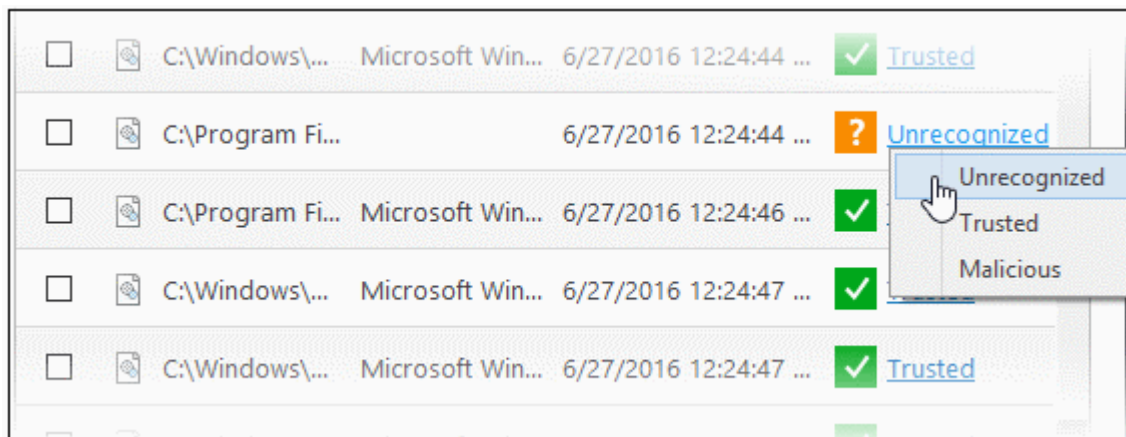 C:\Windows\... Microsoft Win... 6/27/2016 12:24:44 ... Trusted
C:\Program Fi... 6/27/2016 12:24:44 ... ? Unrecognized
Unrecognized
C:\Program Fi... Microsoft Win... 6/27/2016 12:24:46 ...
Trusted
Malicious
C:\Windows\... Microsoft Win... 6/27/2016 12:24:47 ... Trusted
C:\Windows\... Microsoft Win... 6/27/2016 12:24:47 ... Trusted